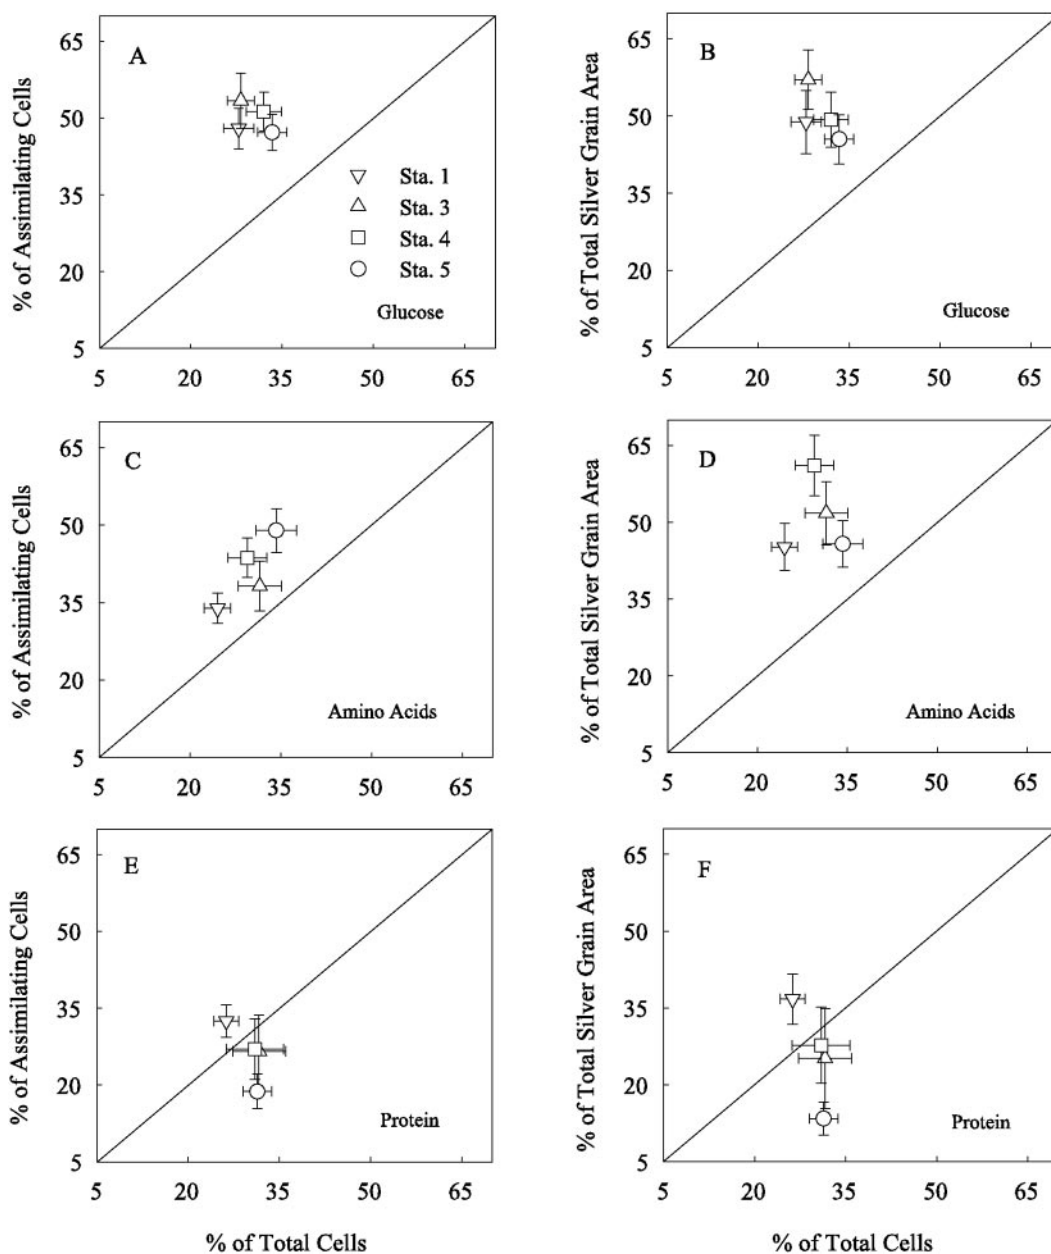 A
% of Assimilating Cells
65
50
35
20
5
Sta. 1
Sta. 3
Sta. 4
Sta. 5
Glucose
5 20 35 50 65
B
% of Total Silver Grain Area
65
50
35
20
5
Glucose
5 20 35 50 65
C
% of Assimilating Cells
65
50
35
20
5
Amino Acids
5 20 35 50 65
D
% of Total Silver Grain Area
65
50
35
20
5
Amino Acids
5 20 35 50 65
E
% of Assimilating Cells
65
50
35
20
5
Protein
5 20 35 50 65
% of Total Cells
F
% of Total Silver Grain Area
65
50
35
20
5
Protein
5 20 35 50 65
% of Total Cells